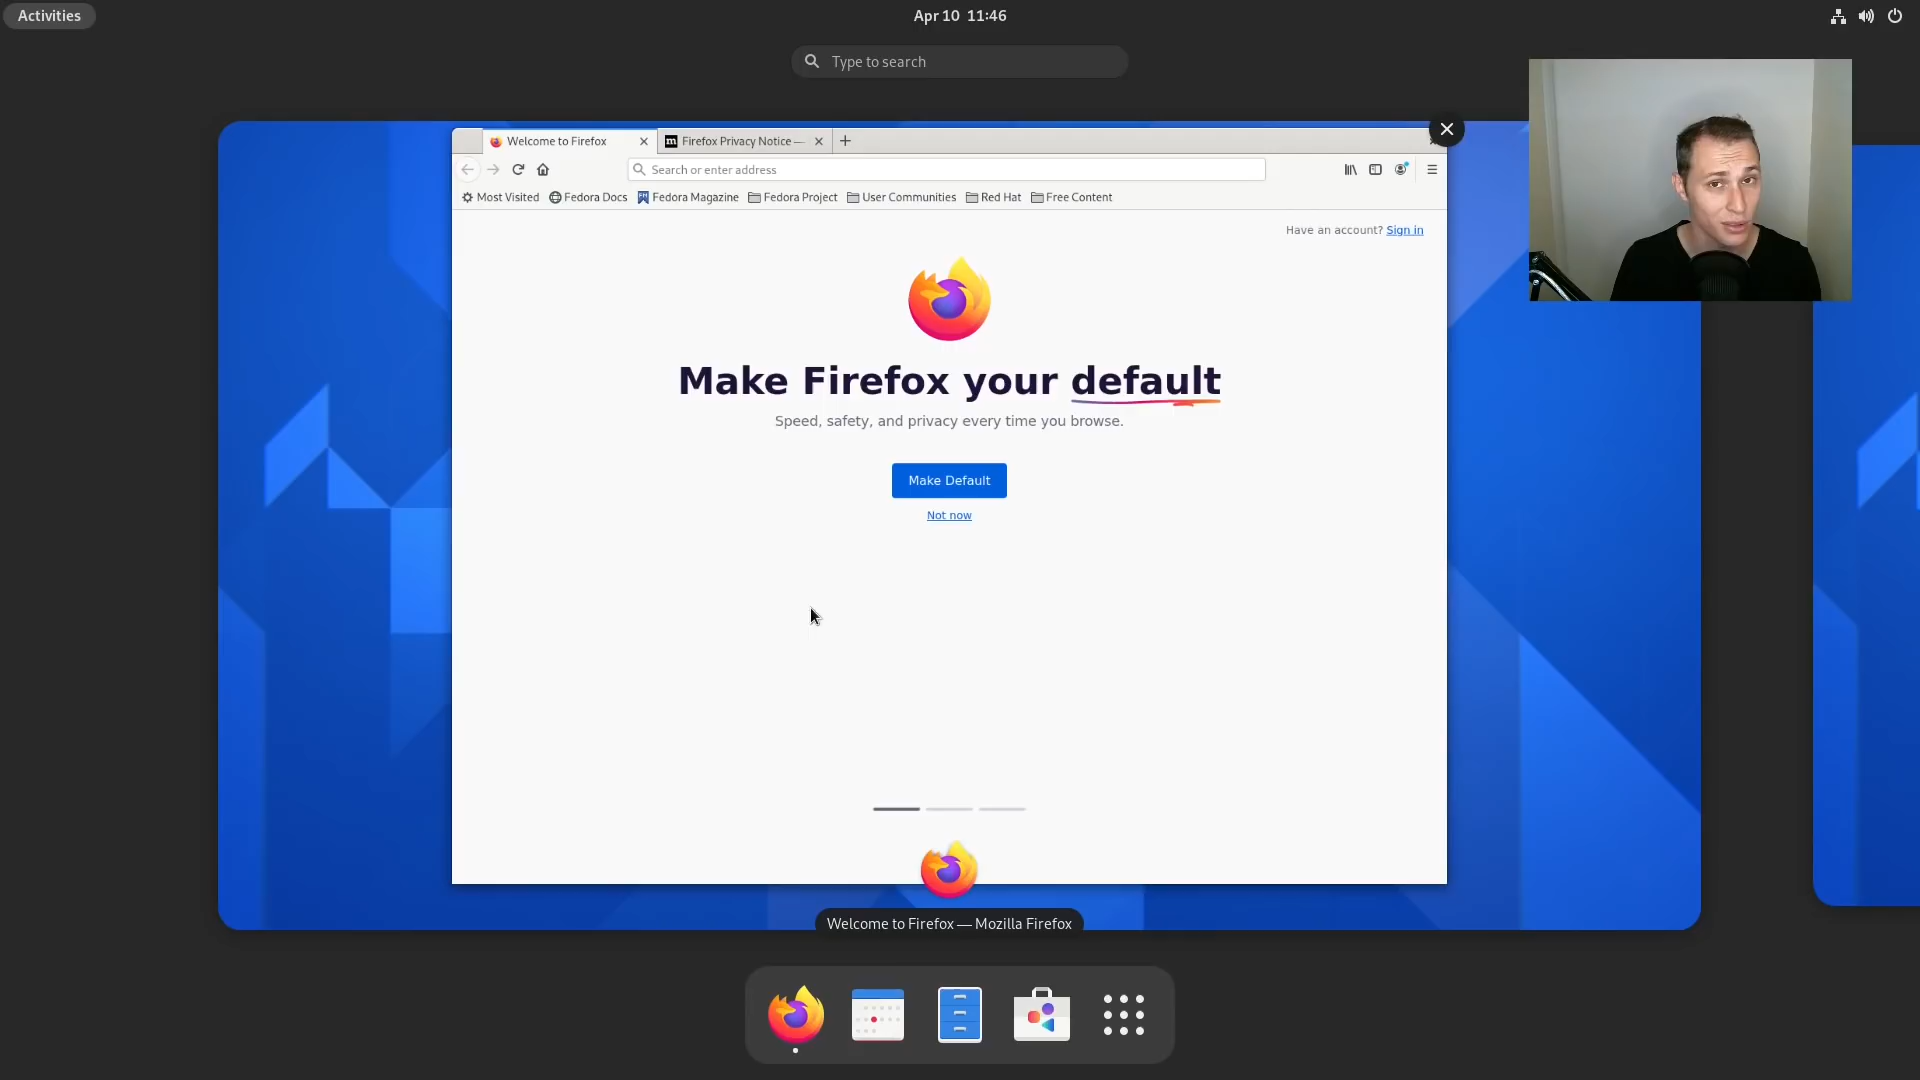 Activities
Apr 10 11:46
Type to search
Welcome to Firefox
m Firefox Privacy Notice —
Search or enter address
Most Visited Fedora Docs Fedora Magazine Fedora Project User Communities Red Hat Free Content
Have an account? Sign in
Make Firefox your default
Speed, safety, and privacy every time you browse.
Make Default
Not now
Welcome to Firefox — Mozilla Firefox